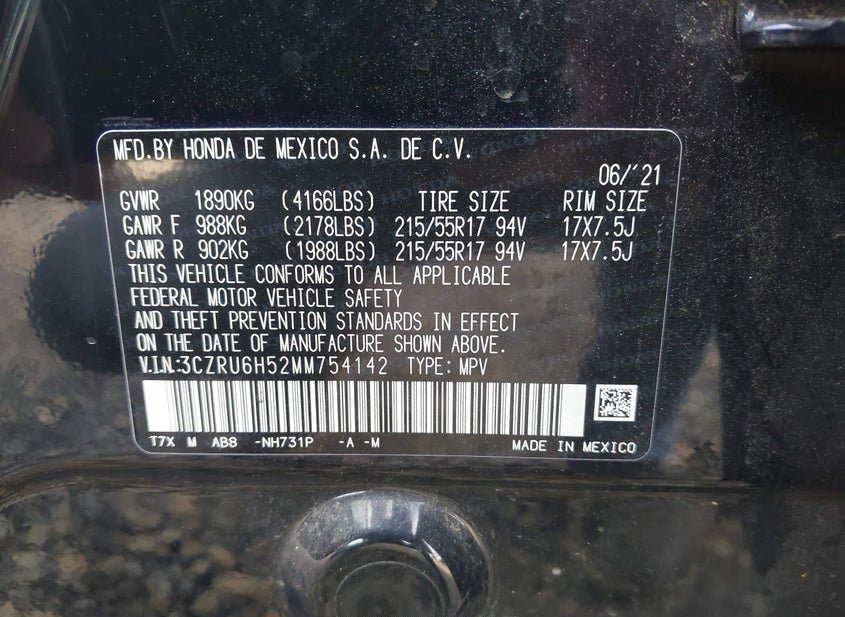 MFD.BY HONDA DE MEXICO S.A. DE C.V.
06/'21
GVWR 1890KG (4166LBS) TIRE SIZE RIM SIZE
GAWR F 988KG (2178LBS) 215/55R17 94V 17X7.5J
GAWR R 902KG (1988LBS) 215/55R17 94V 17X7.5J
THIS VEHICLE CONFORMS TO ALL APPLICABLE
FEDERAL MOTOR VEHICLE SAFETY
AND THEFT PREVENTION STANDARDS IN EFFECT
ON THE DATE OF MANUFACTURE SHOWN ABOVE.
V.I.N.:3CZRU6H52MM754142 TYPE: MPV
T7X M AB8 -NH731P -A -M MADE IN MEXICO